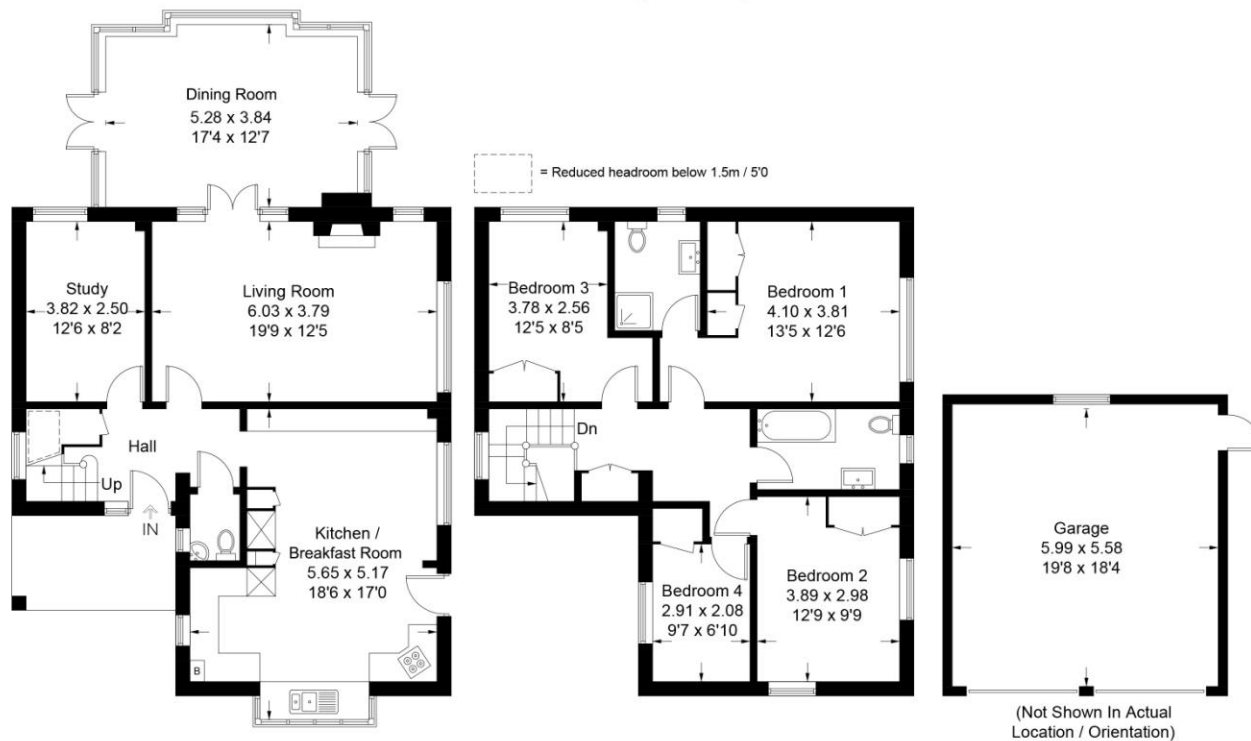 Dining Room
5.28 x 3.84
17'4 x 12'7
= Reduced headroom below 1.5m / 5'0
Study
3.82 x 2.50
12'6 x 8'2
Living Room
6.03 x 3.79
19'9 x 12'5
Hall
Up
IN
Kitchen /
Breakfast Room
5.65 x 5.17
18'6 x 17'0
B
Bedroom 3
3.78 x 2.56
12'5 x 8'5
Bedroom 1
4.10 x 3.81
13'5 x 12'6
Dn
Bedroom 4
2.91 x 2.08
9'7 x 6'10
Bedroom 2
3.89 x 2.98
12'9 x 9'9
Garage
5.99 x 5.58
19'8 x 18'4
(Not Shown In Actual
Location / Orientation)